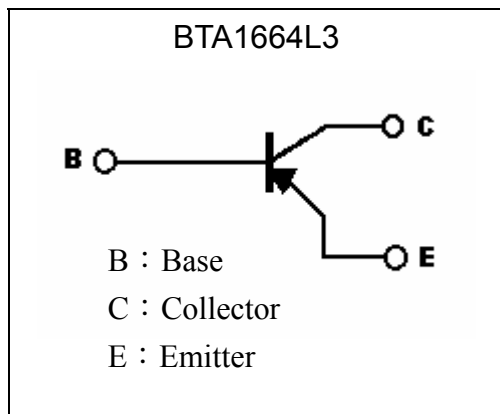 BTA1664L3
C
B
E
B：Base
C：Collector
E：Emitter